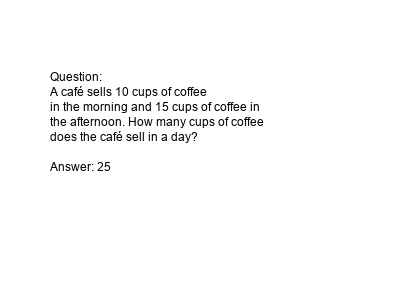 Question:
A café sells 10 cups of coffee
in the morning and 15 cups of coffee in
the afternoon. How many cups of coffee
does the café sell in a day?
Answer: 25